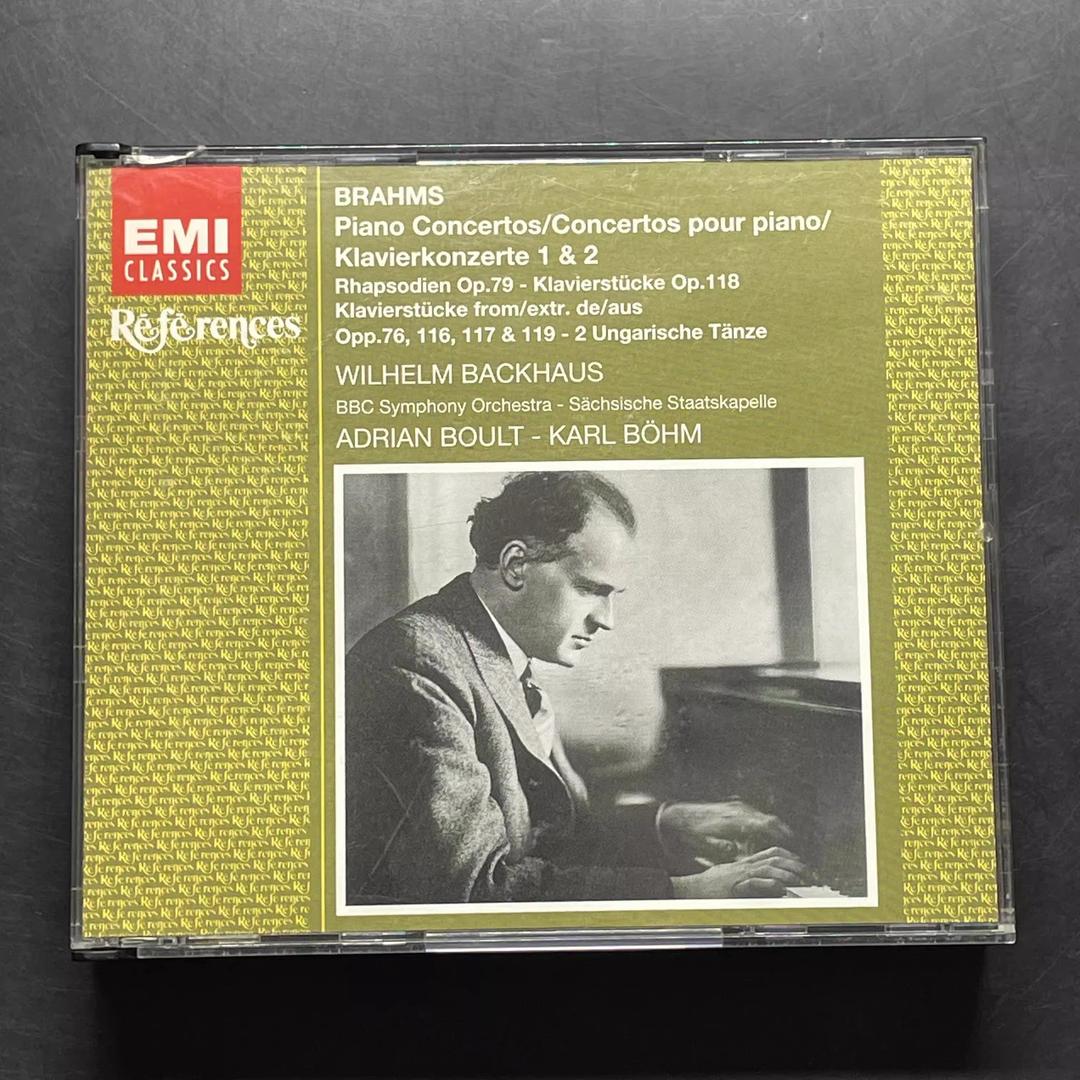 EMI
CLASSICS
Références
BRAHMS
Piano Concertos/Concertos pour piano/
Klavierkonzerte 1 & 2
Rhapsodien Op.79 - Klavierstücke Op.118
Klavierstücke from/extr. de/aus
Opp.76, 116, 117 & 119 - 2 Ungarische Tänze
WILHELM BACKHAUS
BBC Symphony Orchestra - Sächsische Staatskapelle
ADRIAN BOULT - KARL BÖHM